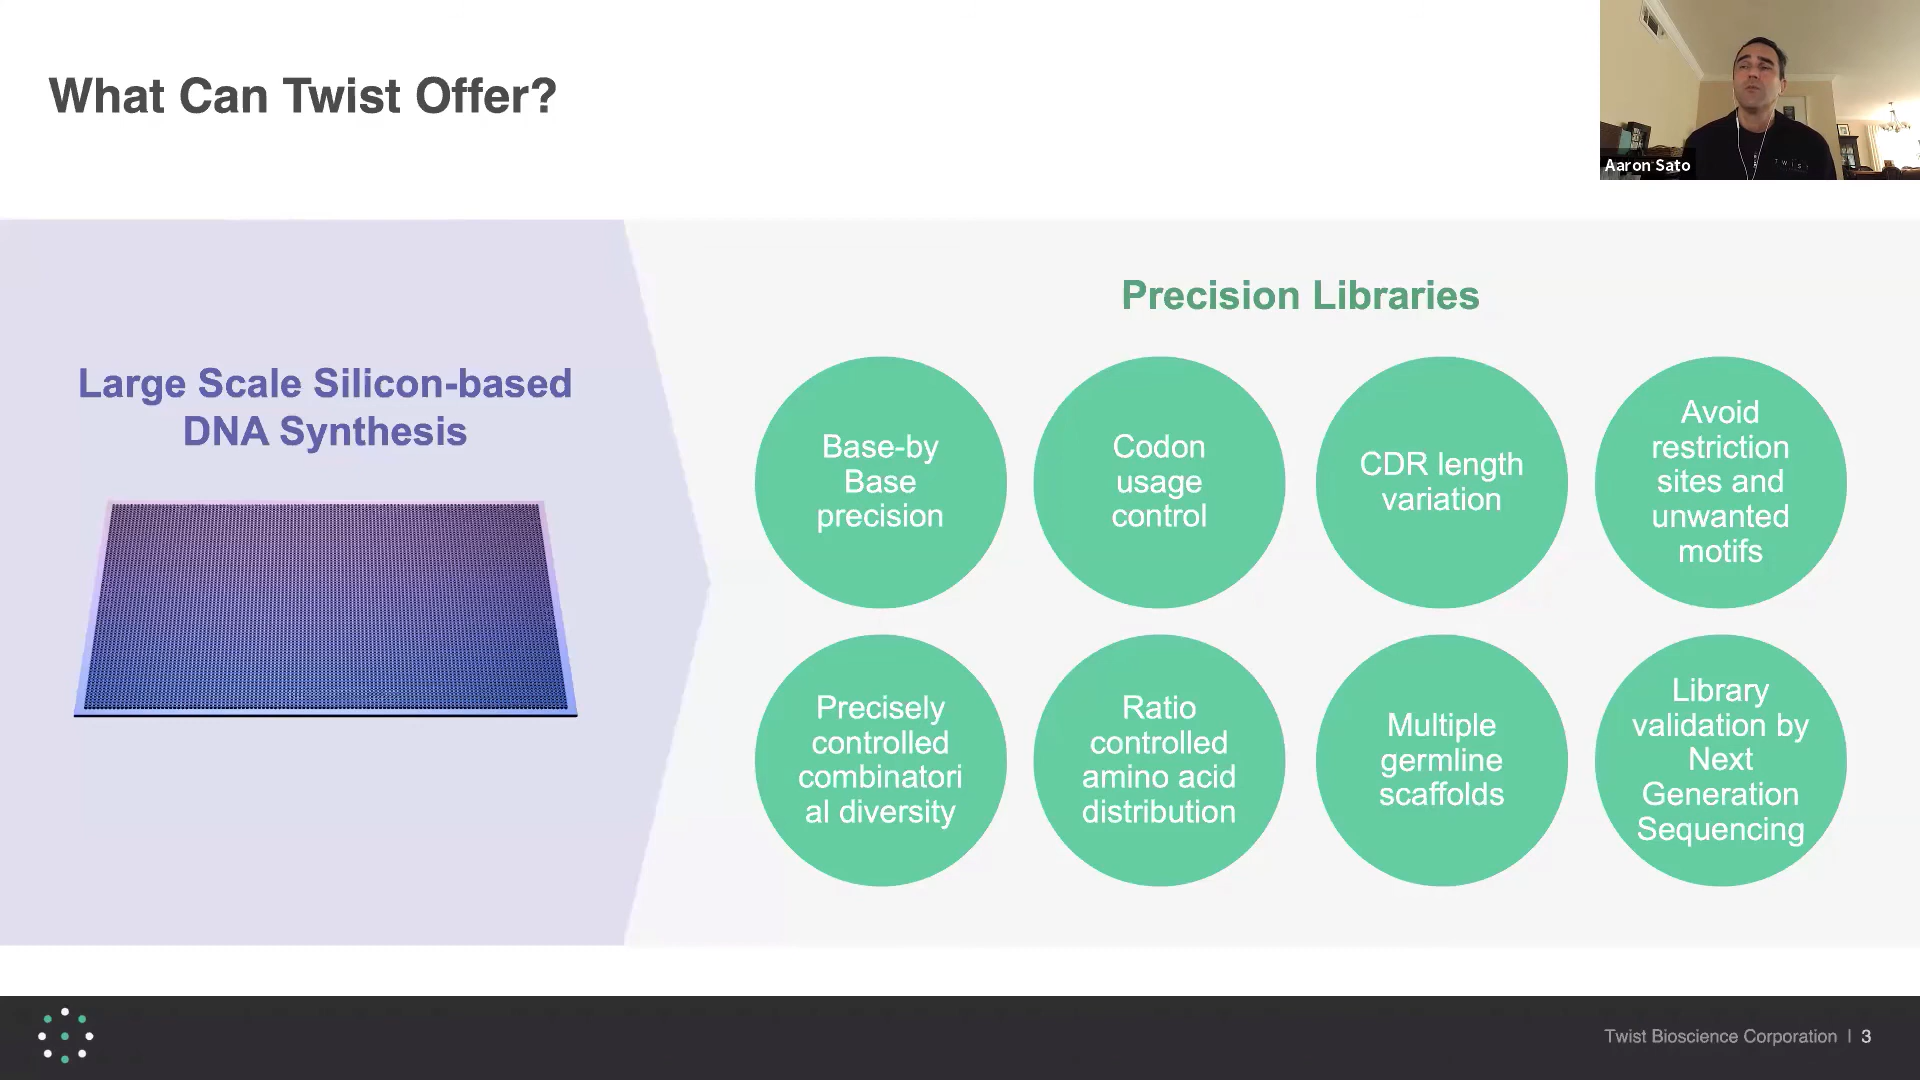 What Can Twist Offer?
Aaron Sato
Large Scale Silicon-based
DNA Synthesis
Precision Libraries
Base-by
Base
precision
Codon
usage
control
CDR length
variation
Avoid
restriction
sites and
unwanted
motifs
Precisely
controlled
combinatori
al diversity
Ratio
controlled
amino acid
distribution
Multiple
germline
scaffolds
Library
validation by
Next
Generation
Sequencing
TWIST
Twist Bioscience Corporation | 3